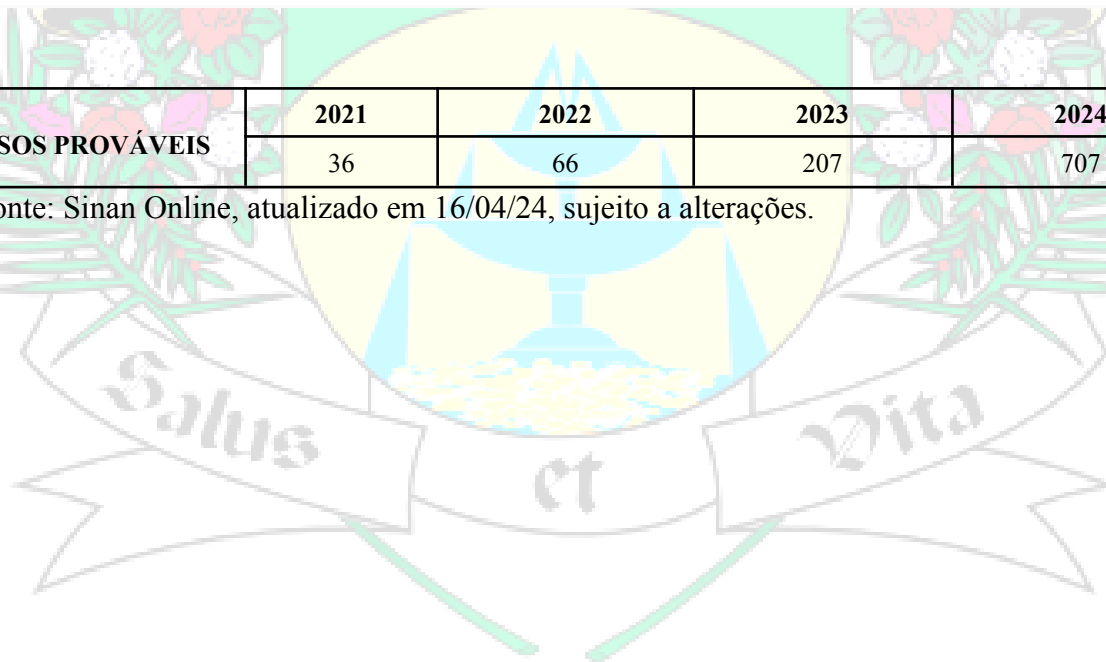 2021 2022 2023 2024
SOS PROVÁVEIS
36 66 207 707
onte: Sinan Online, atualizado em 16/04/24, sujeito a alterações.
Salus et Vita